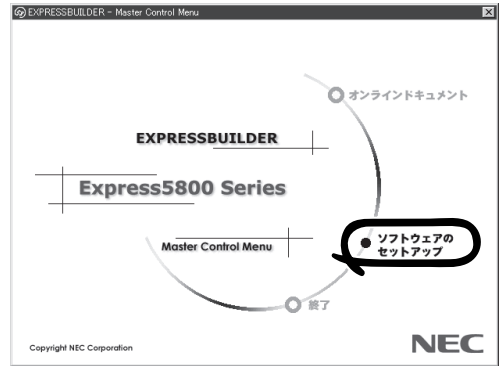 EXPRESSBUILDER - Master Control Menu
オンラインドキュメント
EXPRESSBUILDER
Express5800 Series
Master Control Menu
ソフトウェアの
セットアップ
終了
Copyright NEC Corporation
NEC